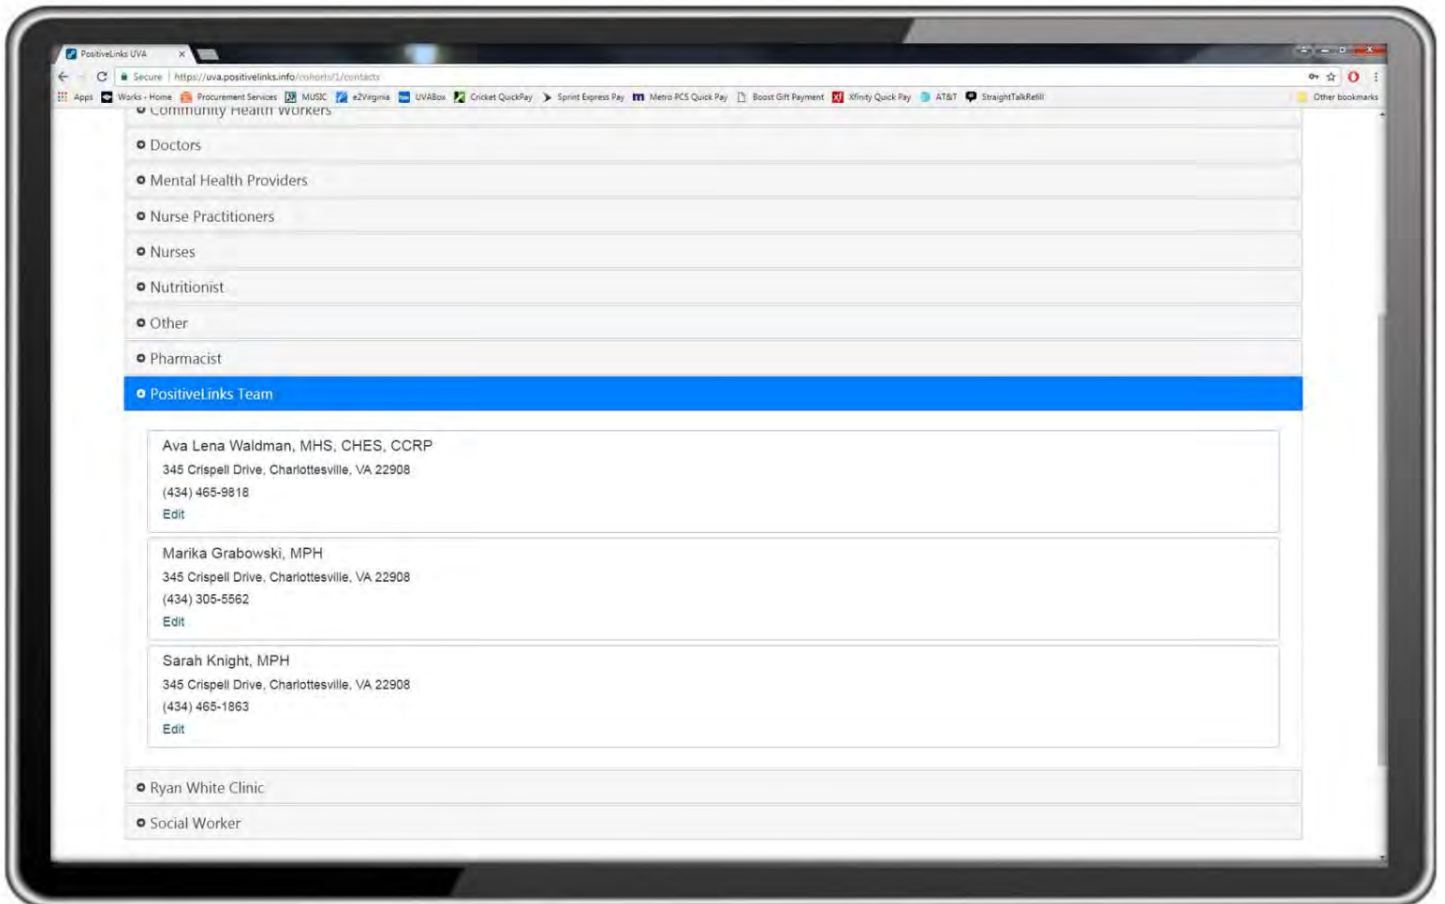 PositiveLinks UVA
Secure https://uva.positivelinks.info/cohorts/1/contacts
Apps Works - Home Procurement Services MUSIC e2Virginia UVABox Cricket QuickPay Sprint Express Pay Metro PCS Quick Pay Boost Gift Payment Xfinity Quick Pay AT&T StraightTalkRefill Other bookmarks
Community Health Workers
Doctors
Mental Health Providers
Nurse Practitioners
Nurses
Nutritionist
Other
Pharmacist
PositiveLinks Team
Ava Lena Waldman, MHS, CHES, CCRP
345 Crispell Drive, Charlottesville, VA 22908
(434) 465-9818
Edit
Marika Grabowski, MPH
345 Crispell Drive, Charlottesville, VA 22908
(434) 305-5562
Edit
Sarah Knight, MPH
345 Crispell Drive, Charlottesville, VA 22908
(434) 465-1863
Edit
Ryan White Clinic
Social Worker